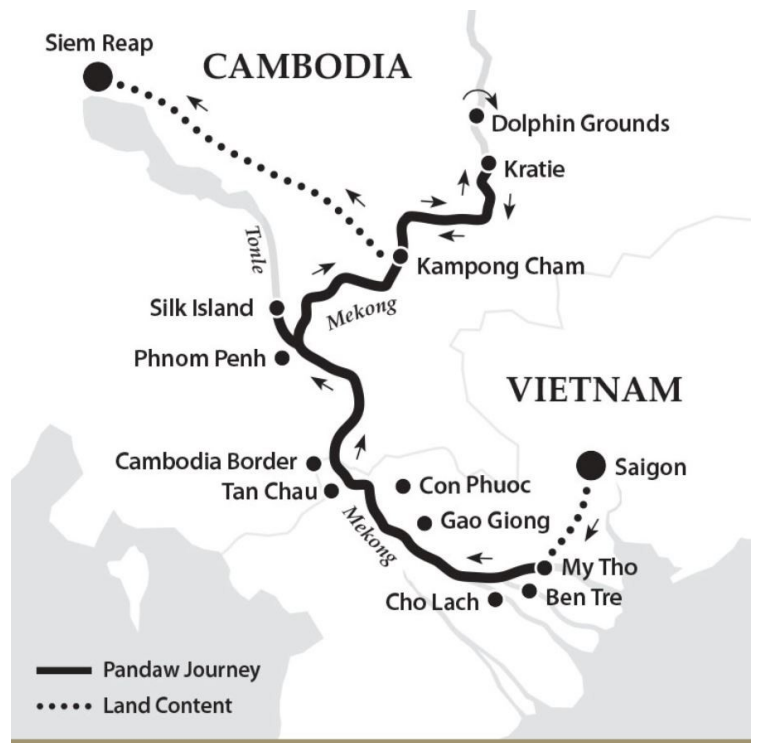 Siem Reap
CAMBODIA
Dolphin Grounds
Kratie
Tonle
Kampong Cham
Silk Island
Mekong
Phnom Penh
VIETNAM
Cambodia Border
Saigon
Tan Chau
Con Phuoc
Mekong
Gao Giong
My Tho
Cho Lach
Ben Tre
Pandaw Journey
Land Content